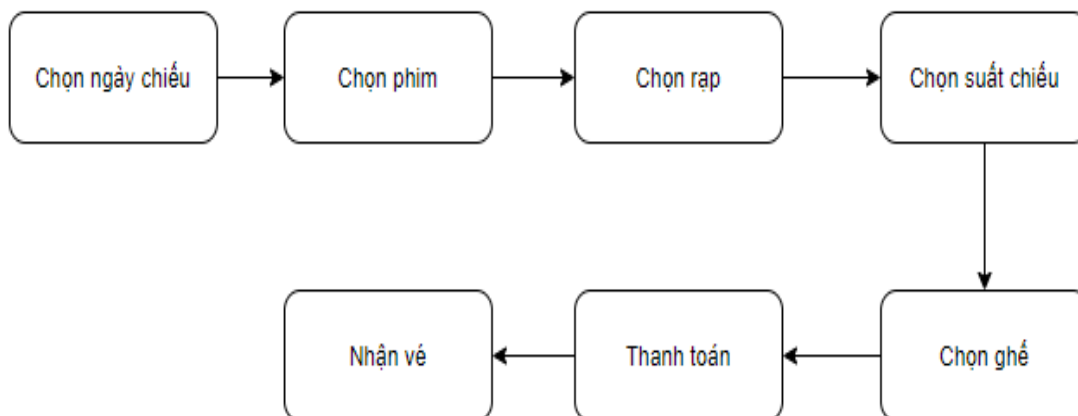 Chọn ngày chiếu
Chọn phim
Chọn rạp
Chọn suất chiếu
Chọn ghế
Thanh toán
Nhận vé